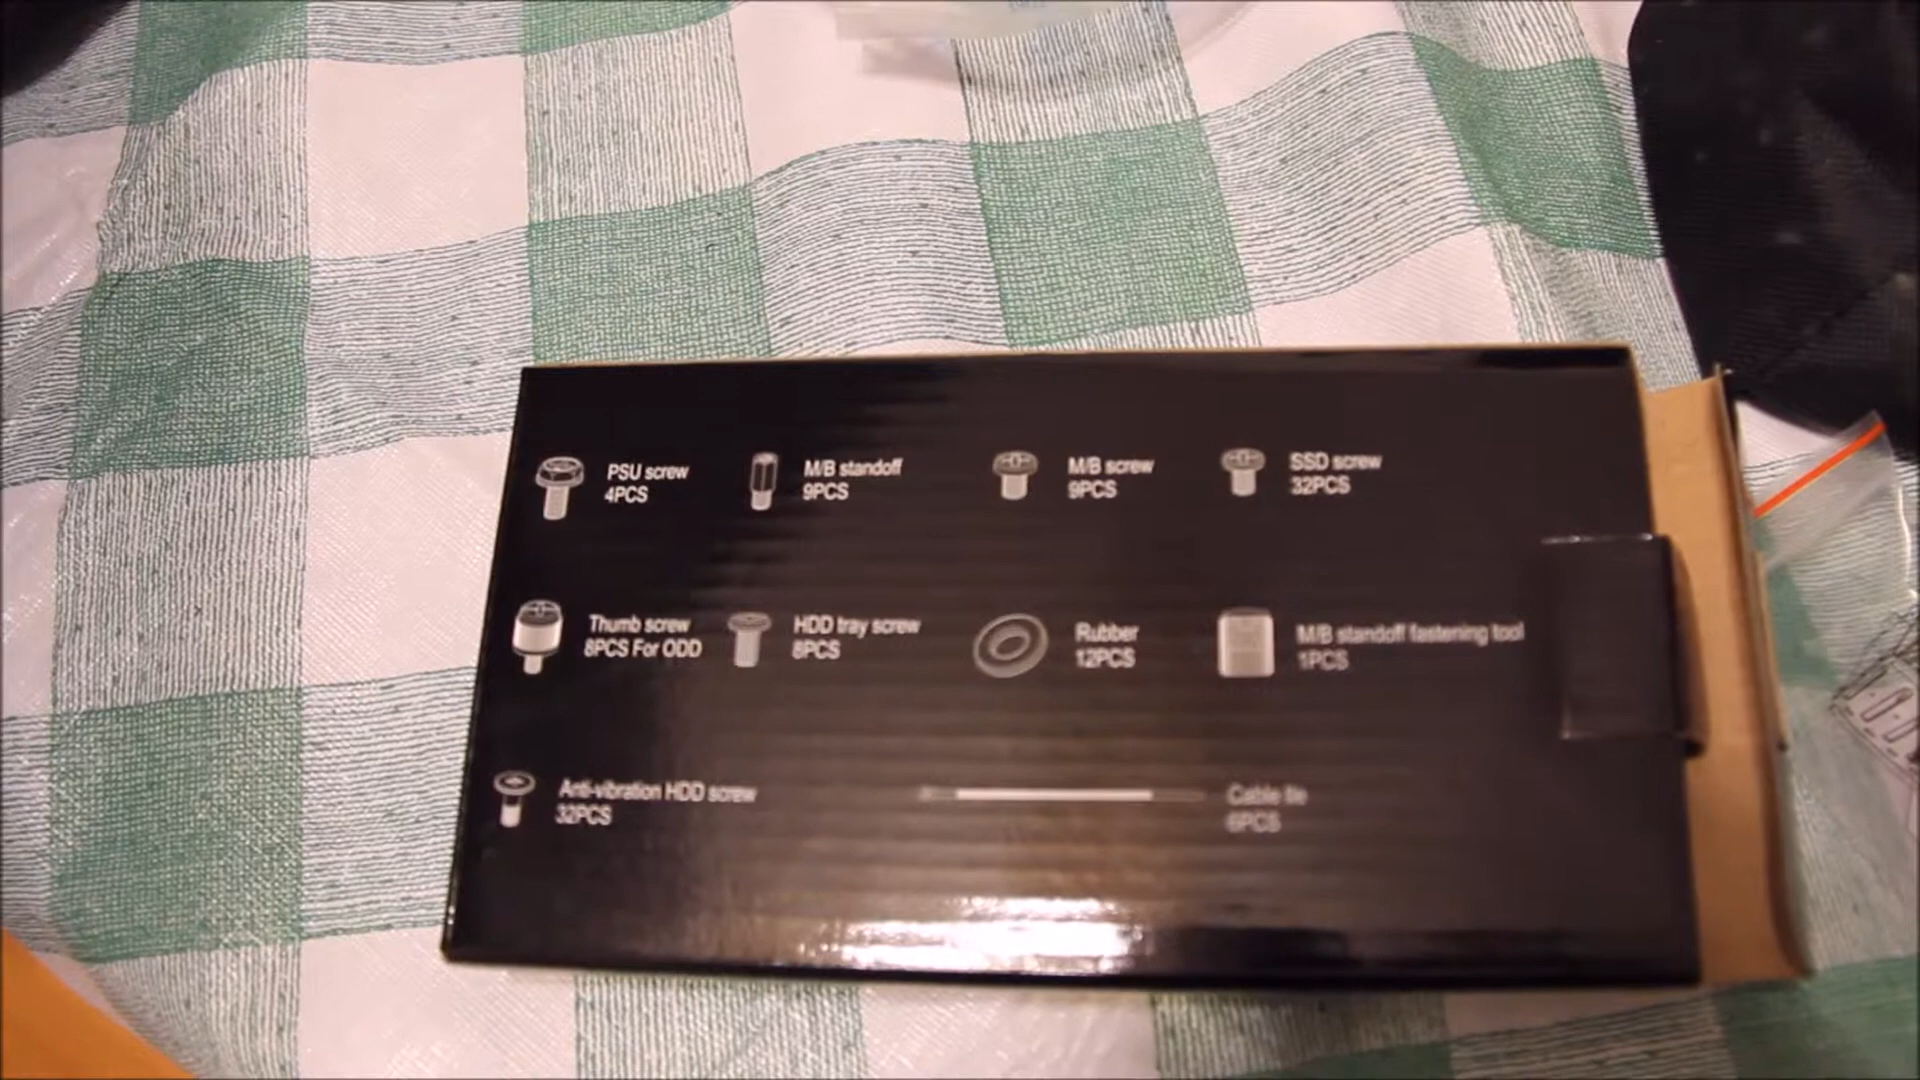 PSU screw
4PCS
M/B standoff
9PCS
M/B screw
9PCS
SSD screw
32PCS
Thumb screw
8PCS For ODD
HDD tray screw
8PCS
Rubber
12PCS
M/B standoff fastening tool
1PCS
Anti-vibration HDD screw
32PCS
Cable tie
6PCS